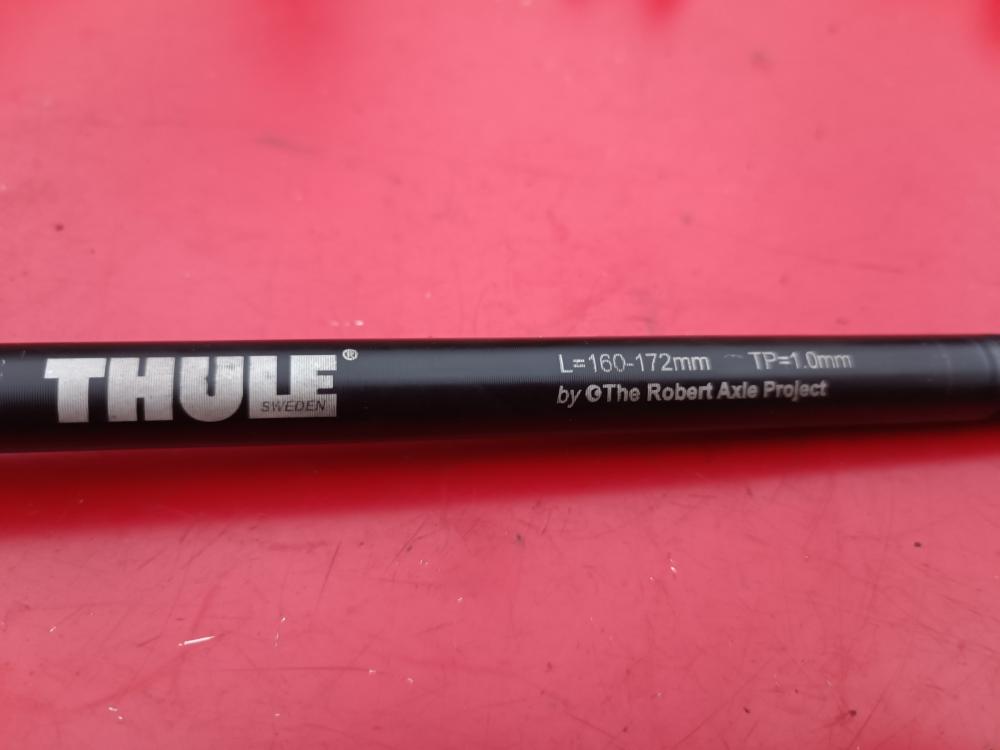 THULE®
SWEDEN
L=160-172mm TP=1.0mm
by The Robert Axle Project